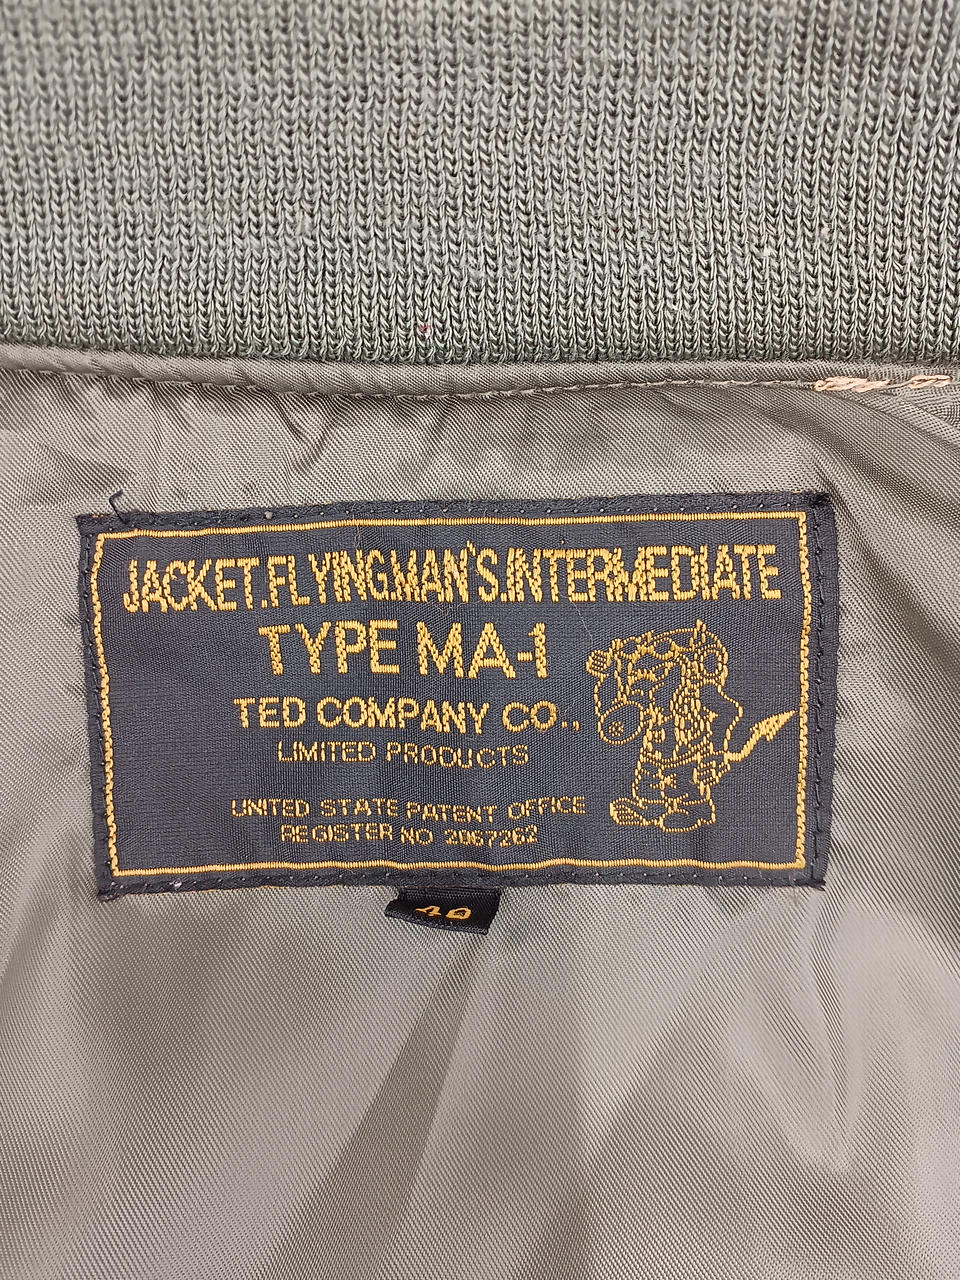 JACKET.FLYING.MAN'S.INTERMEDIATE
TYPE MA-1
TED COMPANY CO.,
LIMITED PRODUCTS
UNITED STATE PATENT OFFICE
REGISTER NO 2067262
40